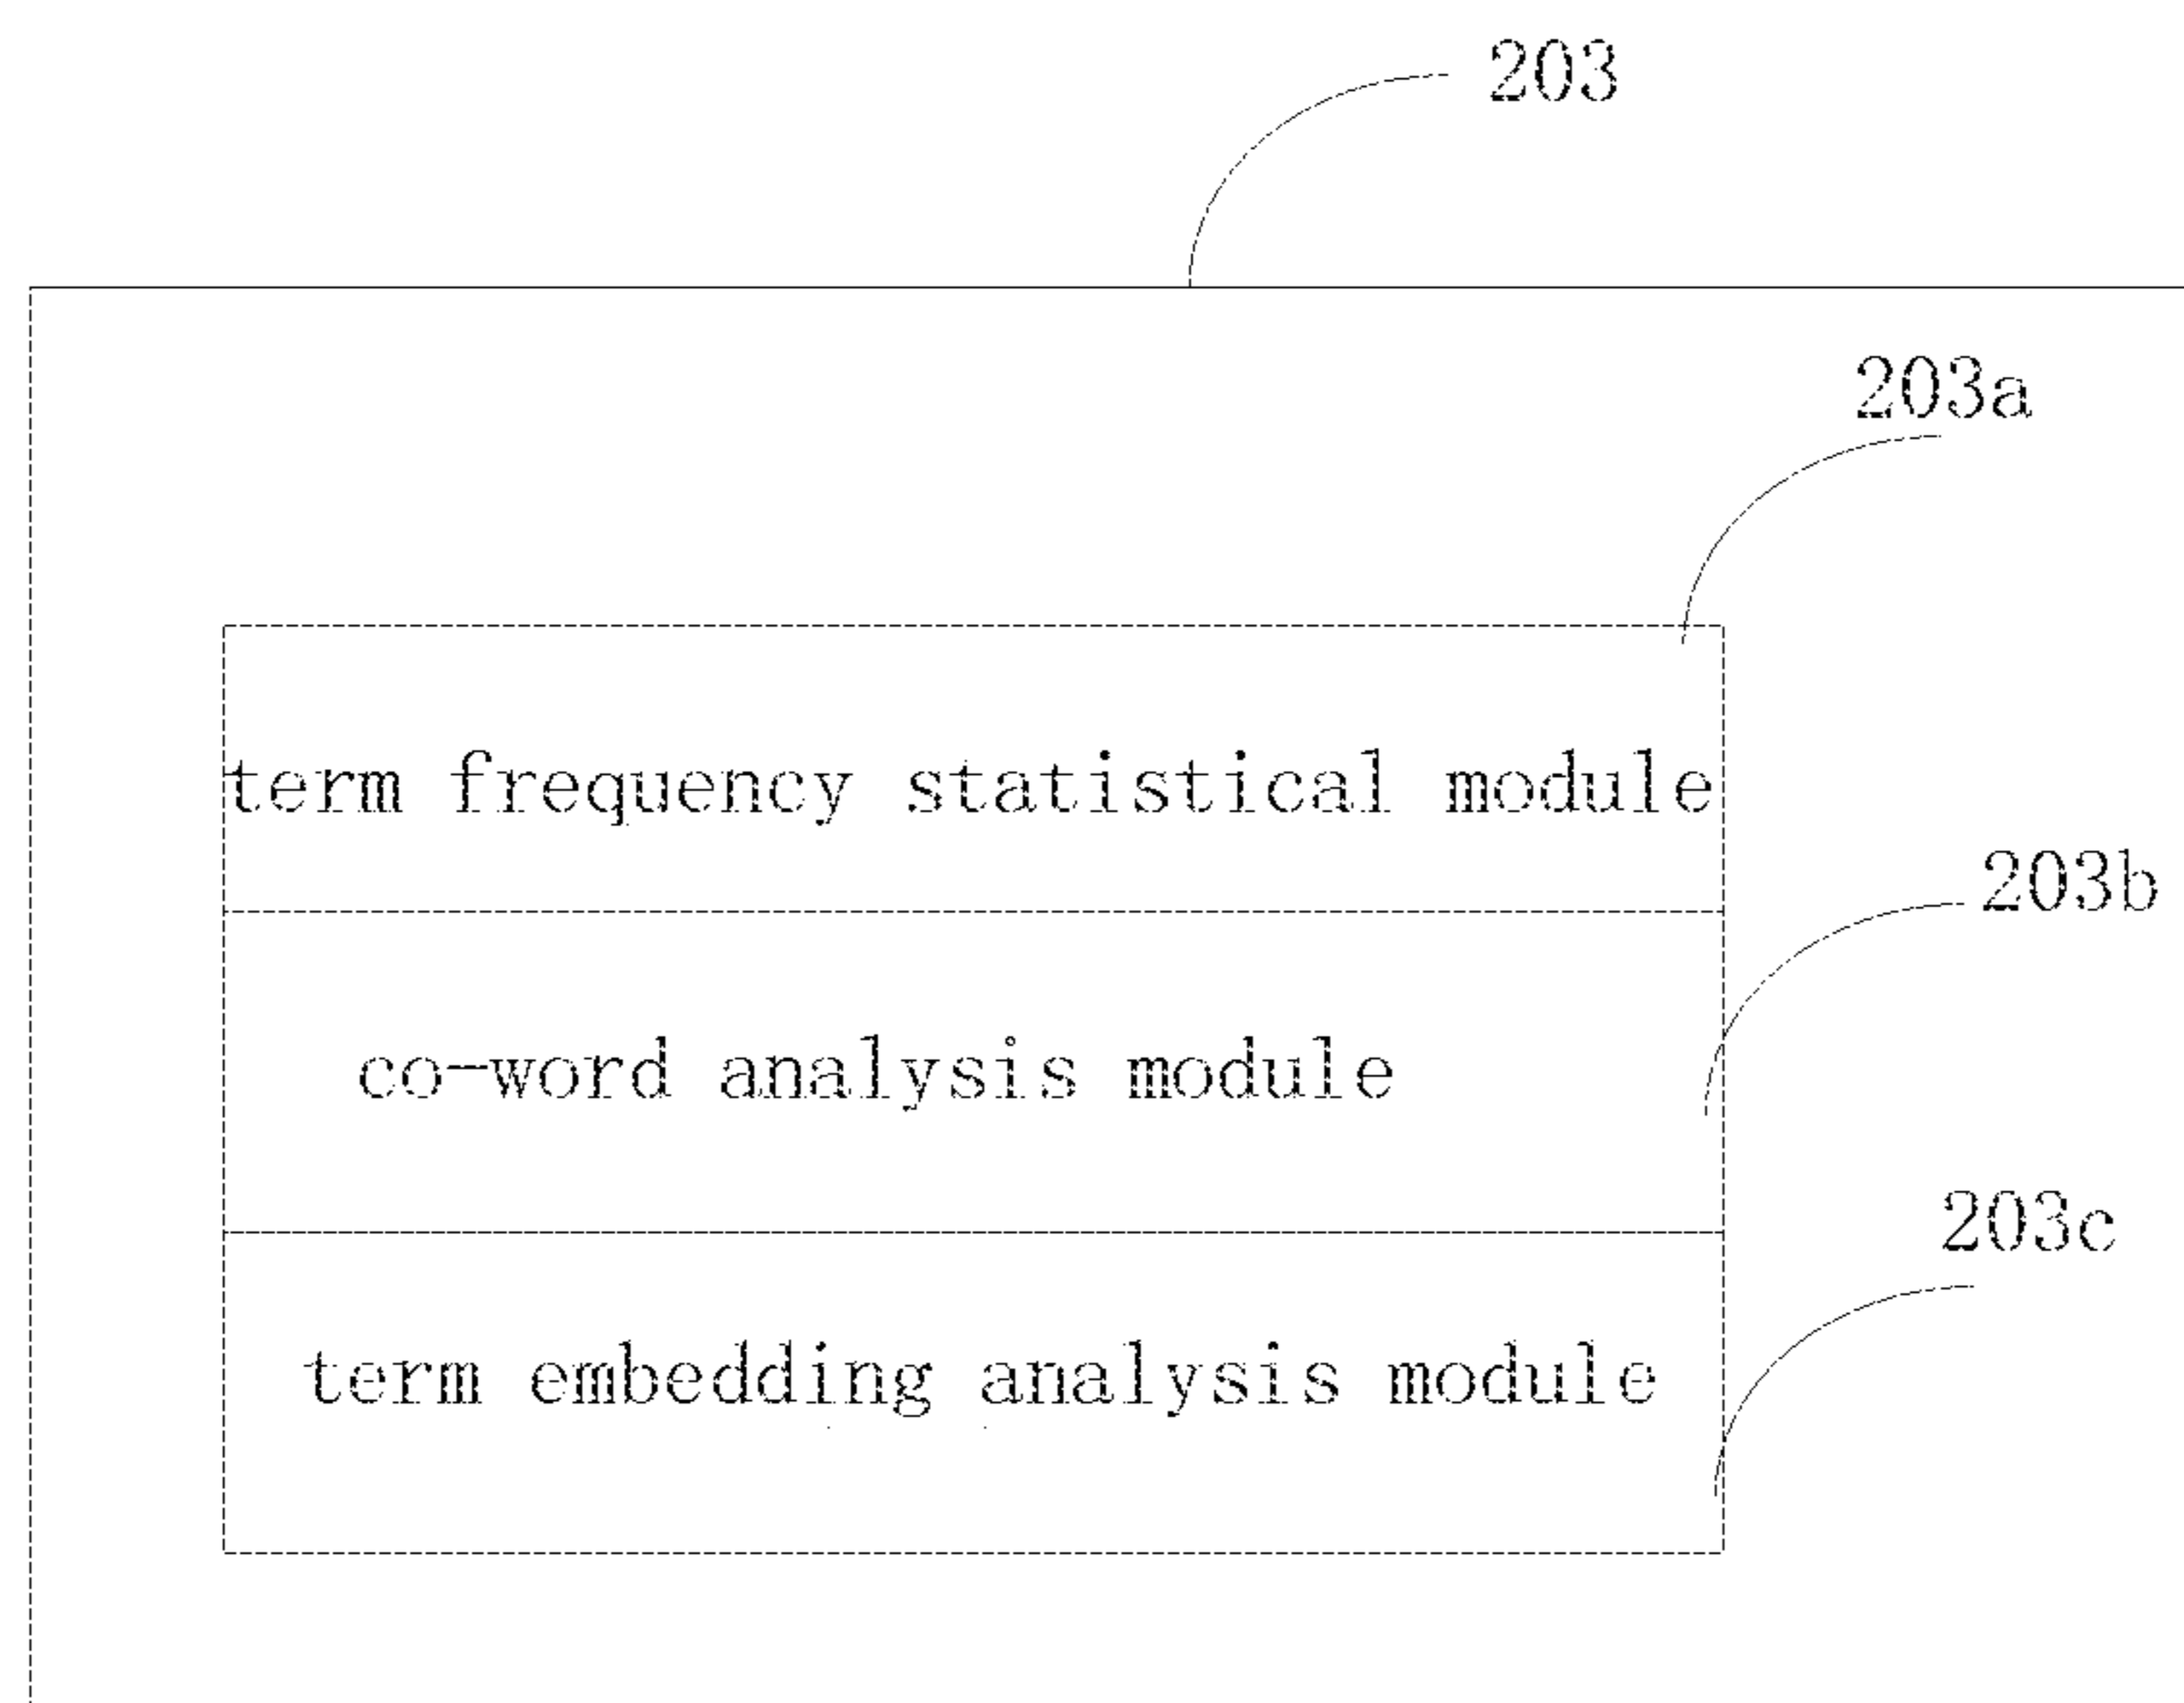 203
203a
term frequency statistical module
203b
co-word analysis module
203c
term embedding analysis module